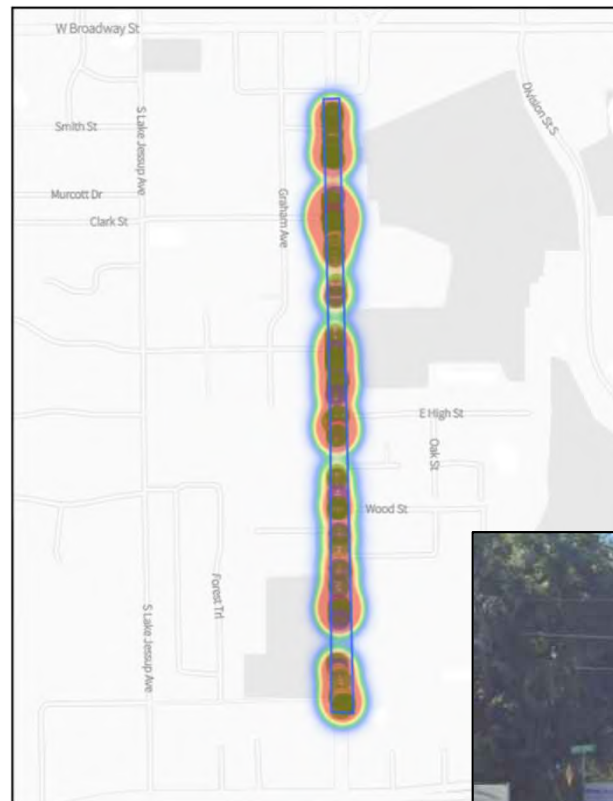 W Broadway St
Division St S
S Lake Jessup Ave
Smith St
Murcott Dr
Clark St
Graham Ave
E High St
Oak St
Wood St
Forest Trl
S Lake Jessup Ave